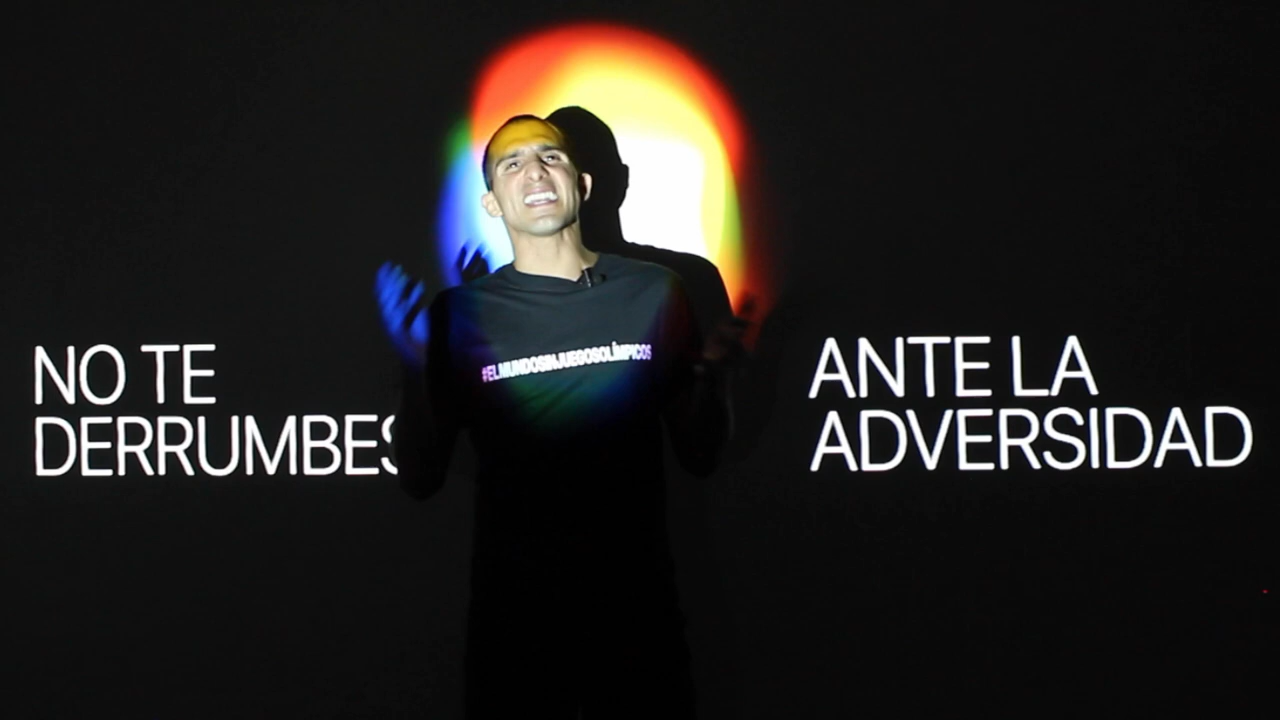 NO TE
DERRUMBES
ANTE LA
ADVERSIDAD
#ELMUNDOSINJUEGOSOLÍMPICOS